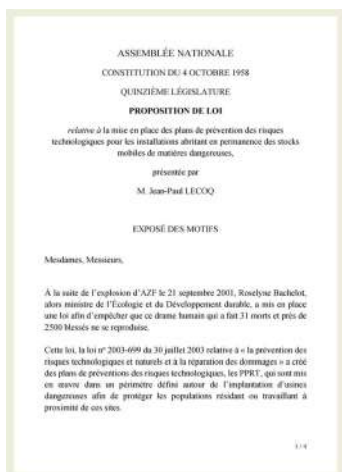 ASSEMBLÉE NATIONALE
CONSTITUTION DU 4 OCTOBRE 1958
QUINZIÈME LÉGISLATURE
PROPOSITION DE LOI
relative à la mise en place des plans de prévention des risques
technologiques pour les installations abritant en permanence des stocks
mobiles de matières dangereuses,
présentée par
M. Jean-Paul LECOQ
EXPOSÉ DES MOTIFS
Mesdames, Messieurs,
À la suite de l'explosion d'AZF le 21 septembre 2001, Roselyne Bachelot,
alors ministre de l'Écologie et du Développement durable, a mis en place
une loi afin d'empêcher que ce drame humain qui a fait 31 morts et près de
2500 blessés ne se reproduise.
Cette loi, la loi n° 2003-699 du 30 juillet 2003 relative à « la prévention des
risques technologiques et naturels et à la réparation des dommages » a créé
des plans de préventions des risques technologiques, les PPRT, qui sont mis
en œuvre dans un périmètre défini autour de l'implantation d'usines
dangereuses afin de protéger les populations résidant ou travaillant à
proximité de ces sites.
1/4